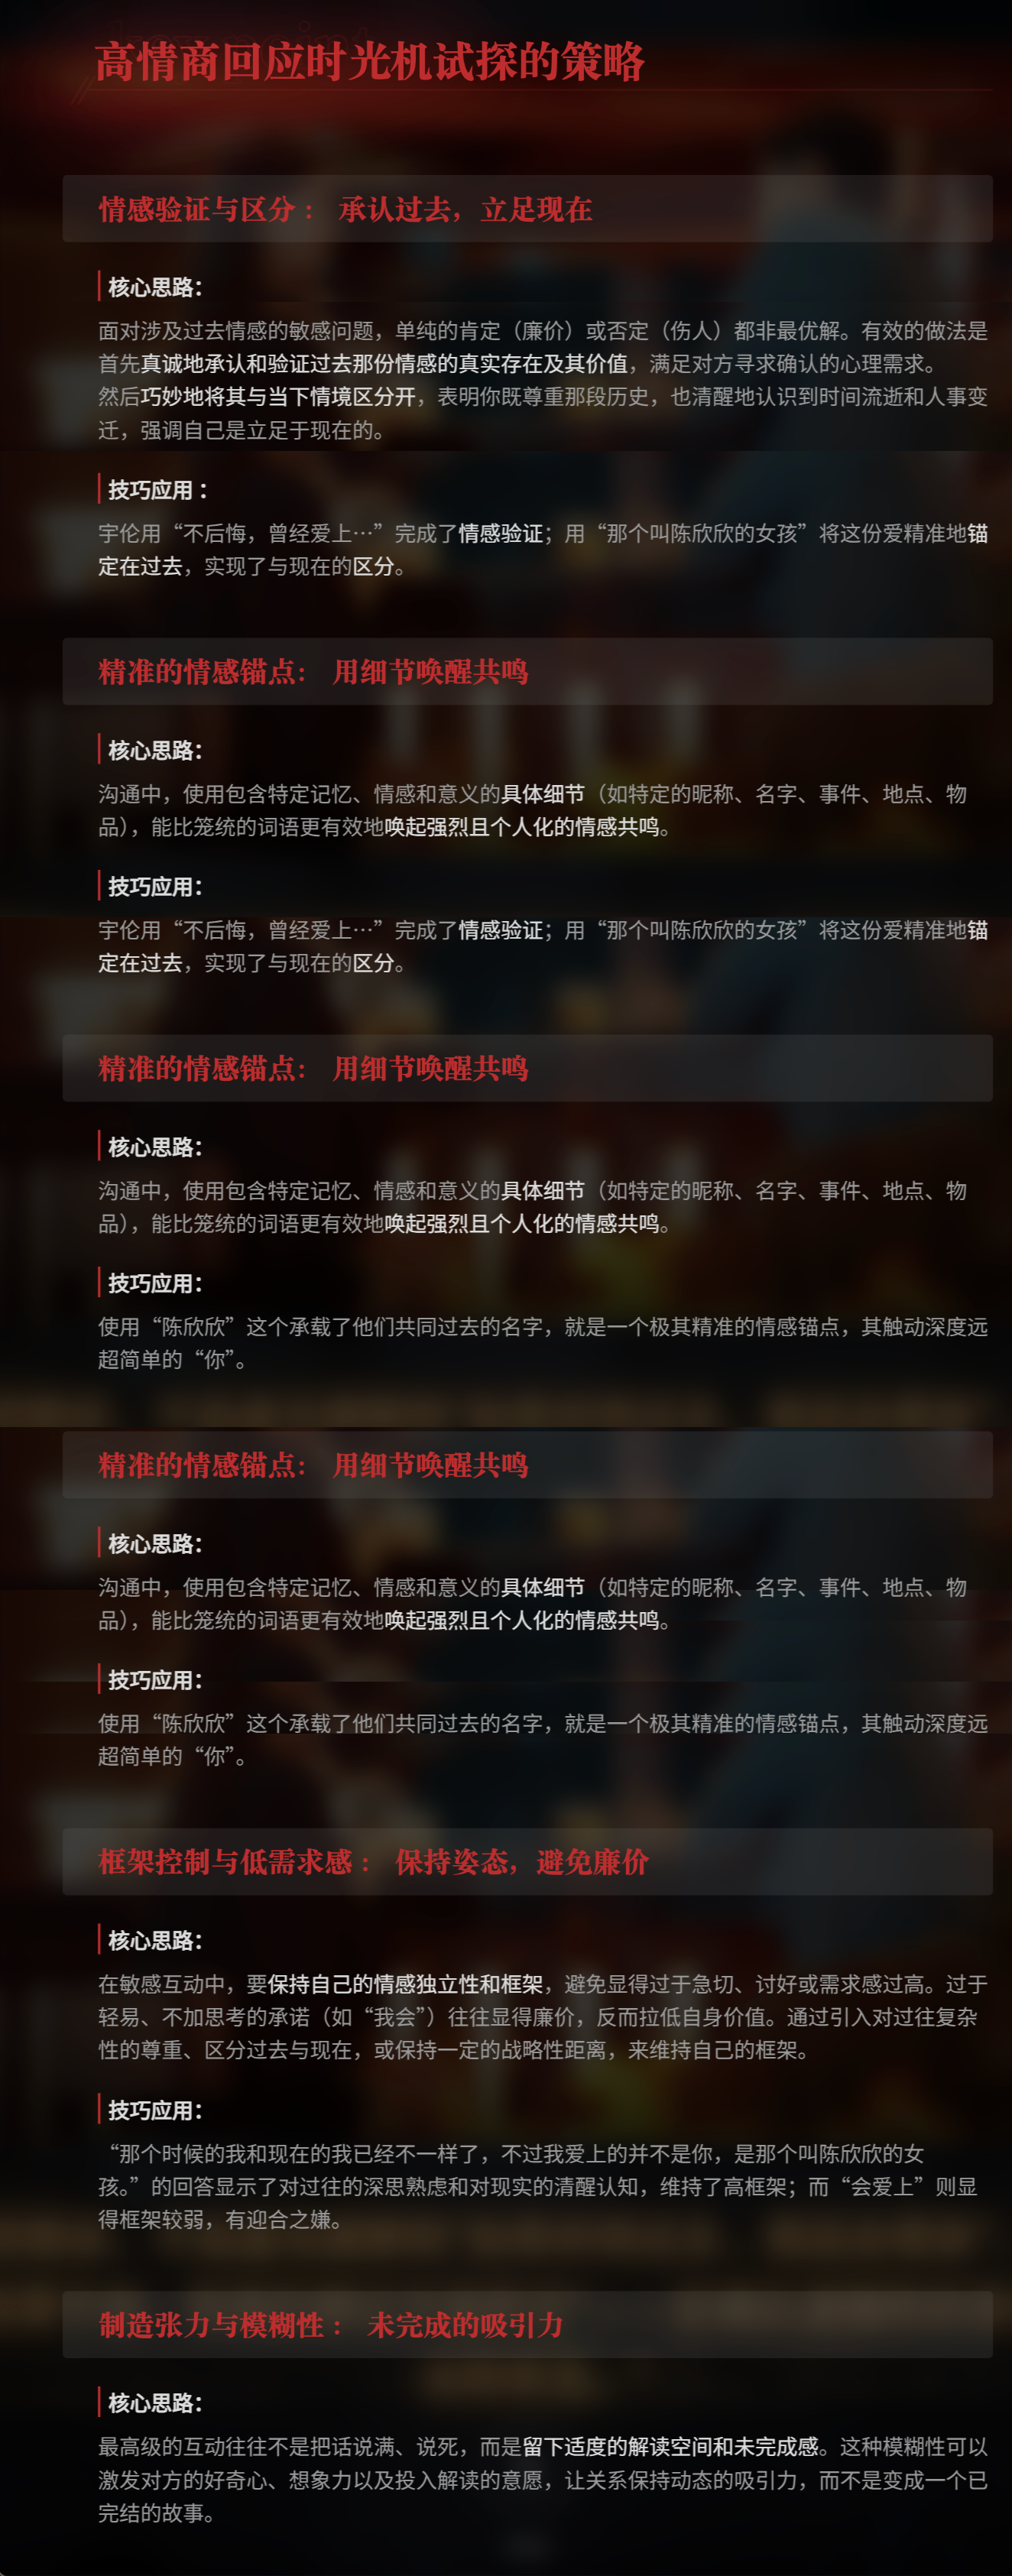 高情商回应时光机试探的策略
情感验证与区分： 承认过去，立足现在
核心思路：
面对涉及过去情感的敏感问题，单纯的肯定（廉价）或否定（伤人）都非最优解。有效的做法是
首先真诚地承认和验证过去那份情感的真实存在及其价值，满足对方寻求确认的心理需求。
然后巧妙地将其与当下情境区分开，表明你既尊重那段历史，也清醒地认识到时间流逝和人事变
迁，强调自己是立足于现在的。
技巧应用：
宇伦用“不后悔，曾经爱上…”完成了情感验证；用“那个叫陈欣欣的女孩”将这份爱精准地锚
定在过去，实现了与现在的区分。
精准的情感锚点： 用细节唤醒共鸣
核心思路：
沟通中，使用包含特定记忆、情感和意义的具体细节（如特定的昵称、名字、事件、地点、物
品），能比笼统的词语更有效地唤起强烈且个人化的情感共鸣。
技巧应用：
宇伦用“不后悔，曾经爱上…”完成了情感验证；用“那个叫陈欣欣的女孩”将这份爱精准地锚
定在过去，实现了与现在的区分。
精准的情感锚点： 用细节唤醒共鸣
核心思路：
沟通中，使用包含特定记忆、情感和意义的具体细节（如特定的昵称、名字、事件、地点、物
品），能比笼统的词语更有效地唤起强烈且个人化的情感共鸣。
技巧应用：
使用“陈欣欣”这个承载了他们共同过去的名字，就是一个极其精准的情感锚点，其触动深度远
超简单的“你”。
精准的情感锚点： 用细节唤醒共鸣
核心思路：
沟通中，使用包含特定记忆、情感和意义的具体细节（如特定的昵称、名字、事件、地点、物
品），能比笼统的词语更有效地唤起强烈且个人化的情感共鸣。
技巧应用：
使用“陈欣欣”这个承载了他们共同过去的名字，就是一个极其精准的情感锚点，其触动深度远
超简单的“你”。
框架控制与低需求感： 保持姿态，避免廉价
核心思路：
在敏感互动中，要保持自己的情感独立性和框架，避免显得过于急切、讨好或需求感过高。过于
轻易、不加思考的承诺（如“我会”）往往显得廉价，反而拉低自身价值。通过引入对过往复杂
性的尊重、区分过去与现在，或保持一定的战略性距离，来维持自己的框架。
技巧应用：
“那个时候的我和现在的我已经不一样了，不过我爱上的并不是你，是那个叫陈欣欣的女
孩。”的回答显示了对过往的深思熟虑和对现实的清醒认知，维持了高框架；而“会爱上”则显
得框架较弱，有迎合之嫌。
制造张力与模糊性： 未完成的吸引力
核心思路：
最高级的互动往往不是把话说满、说死，而是留下适度的解读空间和未完成感。这种模糊性可以
激发对方的好奇心、想象力以及投入解读的意愿，让关系保持动态的吸引力，而不是变成一个已
完结的故事。